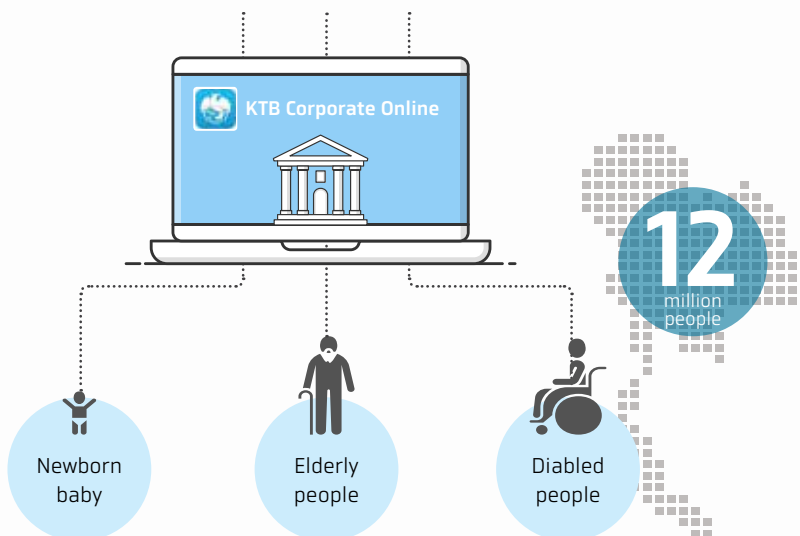 KTB Corporate Online
12
million
people
Newborn
baby
Elderly
people
Diabled
people